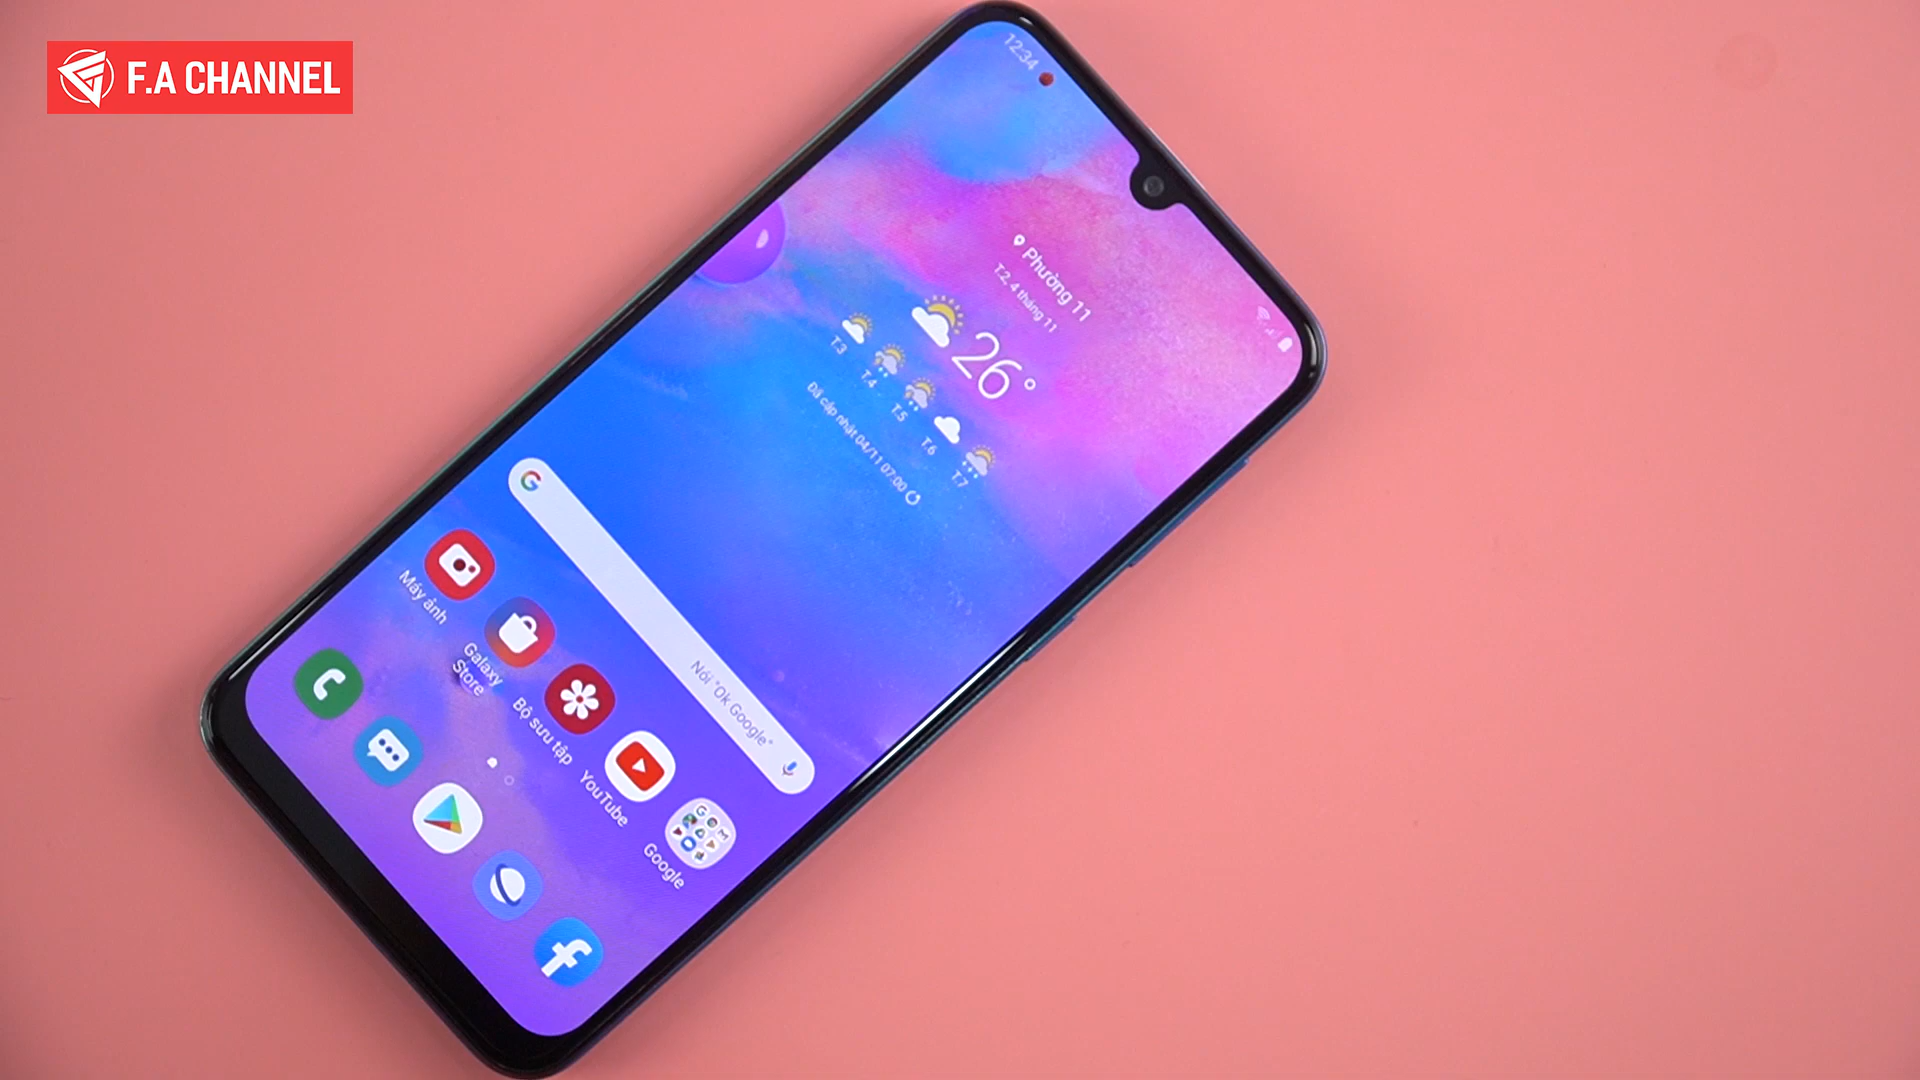 F.A CHANNEL
12:34
Phường 11
T.2, 4 tháng 11
26°
T.3
T.4
T.5
T.6
T.7
Đã cập nhật 04/11 07:00
G
Nói "Ok Google"
Máy ảnh
Galaxy
Store
Bộ sưu tập
YouTube
Google